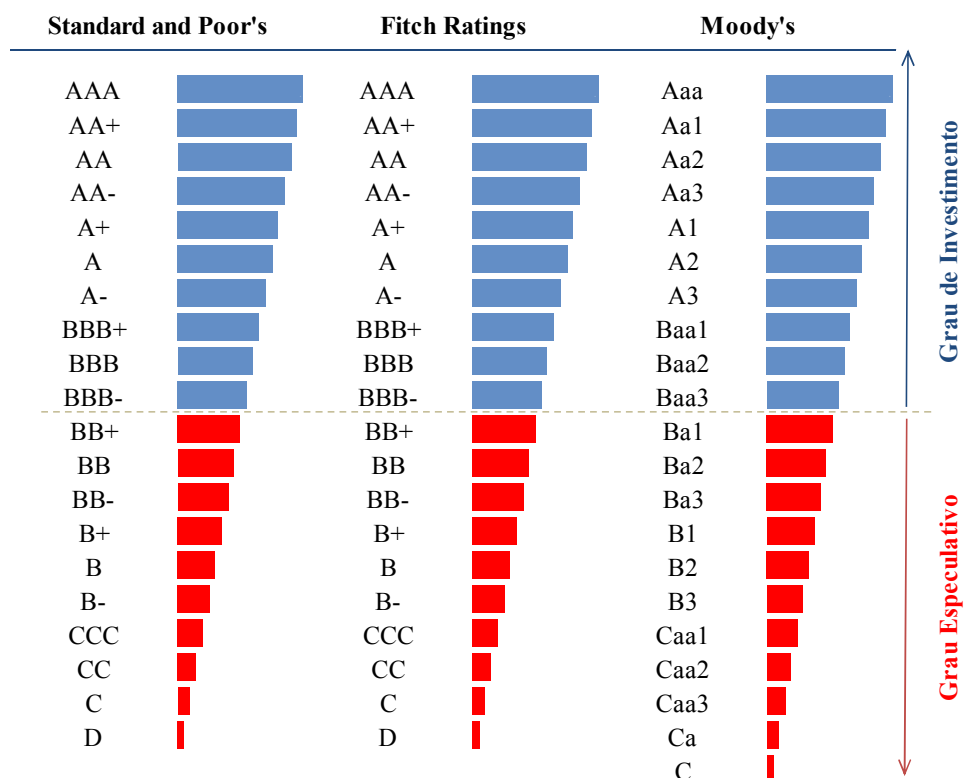 Standard and Poor's Fitch Ratings Moody's
AAA AAA Aaa
AA+ AA+ Aa1
AA AA Aa2
AA- AA- Aa3
A+ A+ A1
A A A2
A- A- A3
BBB+ BBB+ Baa1
BBB BBB Baa2
BBB- BBB- Baa3
BB+ BB+ Ba1
BB BB Ba2
BB- BB- Ba3
B+ B+ B1
B B B2
B- B- B3
CCC CCC Caa1
CC CC Caa2
C C Caa3
D D Ca
C
Grau de Investimento
Grau Especulativo